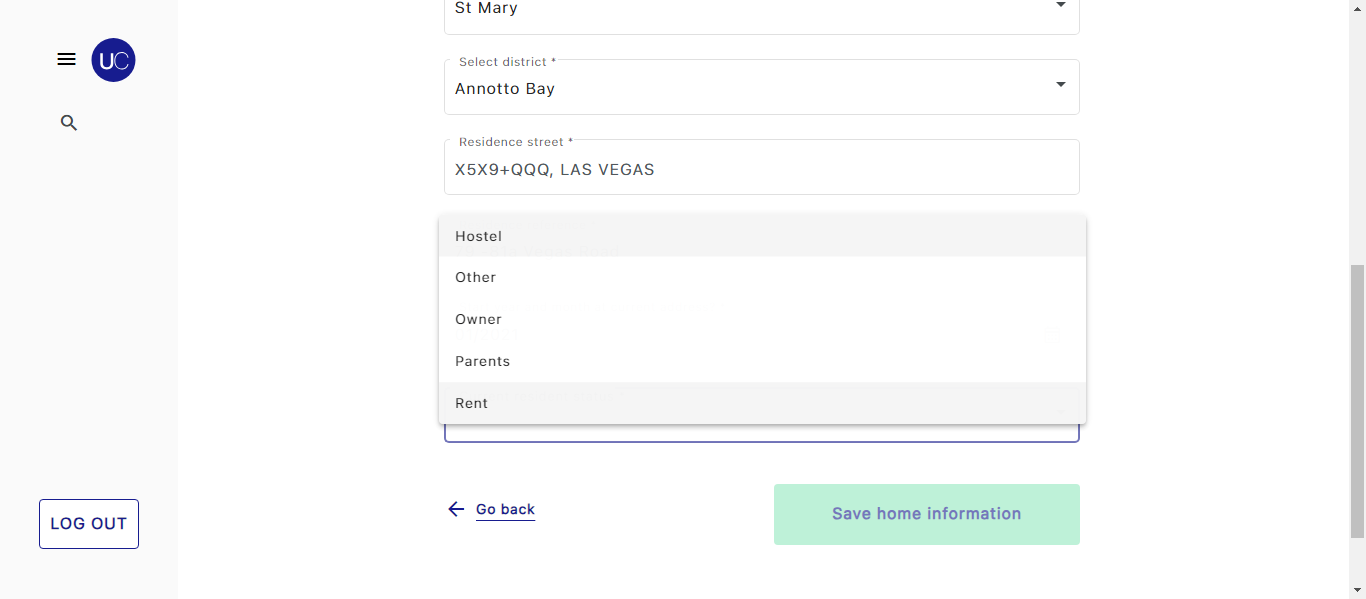 St Mary
UC
Select district *
Annotto Bay
Residence street *
X5X9+QQQ, LAS VEGAS
Hostel
Other
Owner
Parents
Rent
Go back
Save home information
LOG OUT